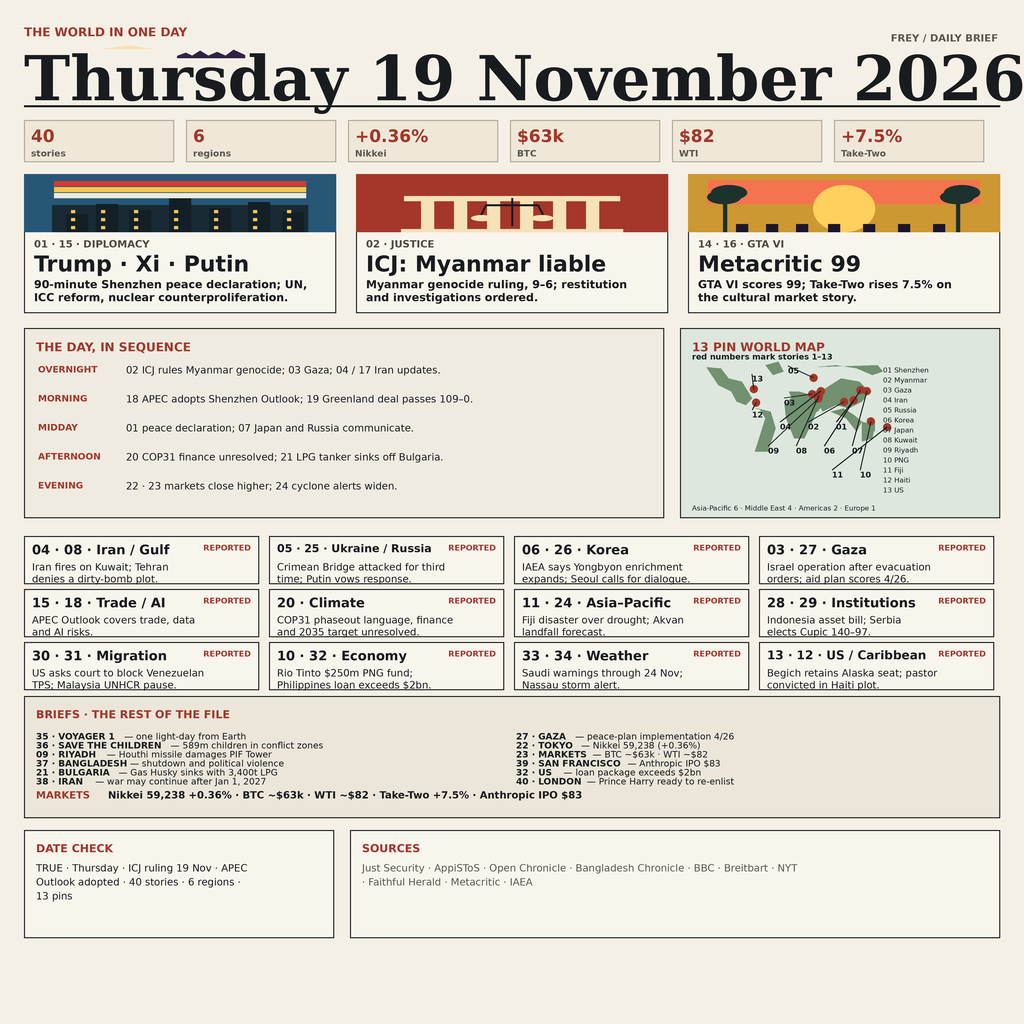 THE WORLD IN ONE DAY
FREY / DAILY BRIEF
Thursday 19 November 2026
40
stories
6
regions
+0.36%
Nikkei
$63k
BTC
$82
WTI
+7.5%
Take-Two
01 · 15 · DIPLOMACY
Trump · Xi · Putin
90-minute Shenzhen peace declaration; UN,
ICC reform, nuclear counterproliferation.
02 · JUSTICE
ICJ: Myanmar liable
Myanmar genocide ruling, 9–6; restitution
and investigations ordered.
14 · 16 · GTA VI
Metacritic 99
GTA VI scores 99; Take-Two rises 7.5% on
the cultural market story.
THE DAY, IN SEQUENCE
OVERNIGHT 02 ICJ rules Myanmar genocide; 03 Gaza; 04 / 17 Iran updates.
MORNING 18 APEC adopts Shenzhen Outlook; 19 Greenland deal passes 109–0.
MIDDAY 01 peace declaration; 07 Japan and Russia communicate.
AFTERNOON 20 COP31 finance unresolved; 21 LPG tanker sinks off Bulgaria.
EVENING 22 · 23 markets close higher; 24 cyclone alerts widen.
13 PIN WORLD MAP
red numbers mark stories 1–13
05
13
03
12
04 02 01
09 08 06 07
11 10
01 Shenzhen
02 Myanmar
03 Gaza
04 Iran
05 Russia
06 Korea
07 Japan
08 Kuwait
09 Riyadh
10 PNG
11 Fiji
12 Haiti
13 US
Asia-Pacific 6 · Middle East 4 · Americas 2 · Europe 1
04 · 08 · Iran / Gulf REPORTED
Iran fires on Kuwait; Tehran
denies a dirty-bomb plot.
05 · 25 · Ukraine / Russia REPORTED
Crimean Bridge attacked for third
time; Putin vows response.
06 · 26 · Korea REPORTED
IAEA says Yongbyon enrichment
expands; Seoul calls for dialogue.
03 · 27 · Gaza REPORTED
Israel operation after evacuation
orders; aid plan scores 4/26.
15 · 18 · Trade / AI REPORTED
APEC Outlook covers trade, data
and AI risks.
20 · Climate REPORTED
COP31 phaseout language, finance
and 2035 target unresolved.
11 · 24 · Asia–Pacific REPORTED
Fiji disaster over drought; Akvan
landfall forecast.
28 · 29 · Institutions REPORTED
Indonesia asset bill; Serbia
elects Cupic 140–97.
30 · 31 · Migration REPORTED
US asks court to block Venezuelan
TPS; Malaysia UNHCR pause.
10 · 32 · Economy REPORTED
Rio Tinto $250m PNG fund;
Philippines loan exceeds $2bn.
33 · 34 · Weather REPORTED
Saudi warnings through 24 Nov;
Nassau storm alert.
13 · 12 · US / Caribbean REPORTED
Begich retains Alaska seat; pastor
convicted in Haiti plot.
BRIEFS · THE REST OF THE FILE
35 · VOYAGER 1 — one light-day from Earth
36 · SAVE THE CHILDREN — 589m children in conflict zones
09 · RIYADH — Houthi missile damages PIF Tower
37 · BANGLADESH — shutdown and political violence
21 · BULGARIA — Gas Husky sinks with 3,400t LPG
38 · IRAN — war may continue after Jan 1, 2027
27 · GAZA — peace-plan implementation 4/26
22 · TOKYO — Nikkei 59,238 (+0.36%)
23 · MARKETS — BTC ~$63k · WTI ~$82
39 · SAN FRANCISCO — Anthropic IPO $83
32 · US — loan package exceeds $2bn
40 · LONDON — Prince Harry ready to re-enlist
MARKETS Nikkei 59,238 +0.36% · BTC ~$63k · WTI ~$82 · Take-Two +7.5% · Anthropic IPO $83
DATE CHECK
TRUE · Thursday · ICJ ruling 19 Nov · APEC
Outlook adopted · 40 stories · 6 regions ·
13 pins
SOURCES
Just Security · AppiSToS · Open Chronicle · Bangladesh Chronicle · BBC · Breitbart · NYT
· Faithful Herald · Metacritic · IAEA